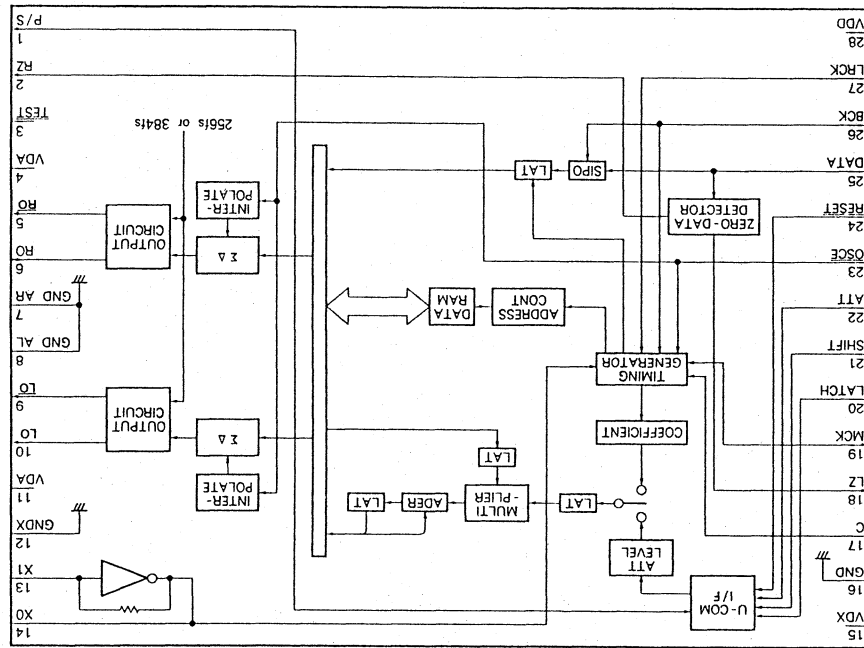 15
VDX
16
GND
17
C
18
LZ
19
MCK
20
LATCH
21
SHIFT
22
ATT
23
OSCE
24
RESET
25
DATA
26
BCK
27
LRCK
28
VDD
U-COM
I/F
ATT
LEVEL
LAT
MULTI
-PLIER
ADER
LAT
LAT
COEFFICIENT
TIMING
GENERATOR
ADDRESS
CONT
DATA
RAM
ZERO-DATA
DETECTOR
SIPO
LAT
INTER-
POLATE
Σ Δ
OUTPUT
CIRCUIT
Σ Δ
INTER-
POLATE
OUTPUT
CIRCUIT
256fs or 384fs
14
X0
13
X1
12
GNDX
11
VDA
10
LO
9
LO
8
GND AL
7
GND AR
6
RO
5
RO
4
VDA
3
TEST
2
RZ
1
P/S